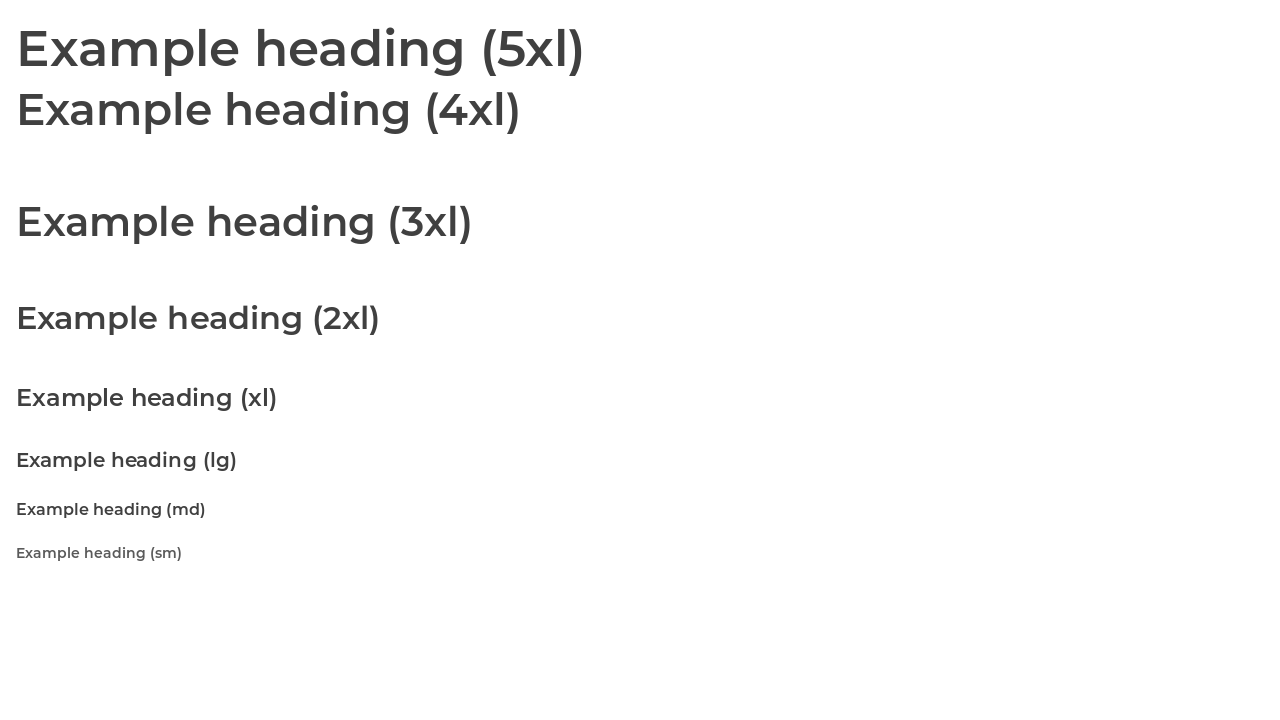 Example heading (5xl)
Example heading (4xl)
Example heading (3xl)
Example heading (2xl)
Example heading (xl)
Example heading (lg)
Example heading (md)
Example heading (sm)